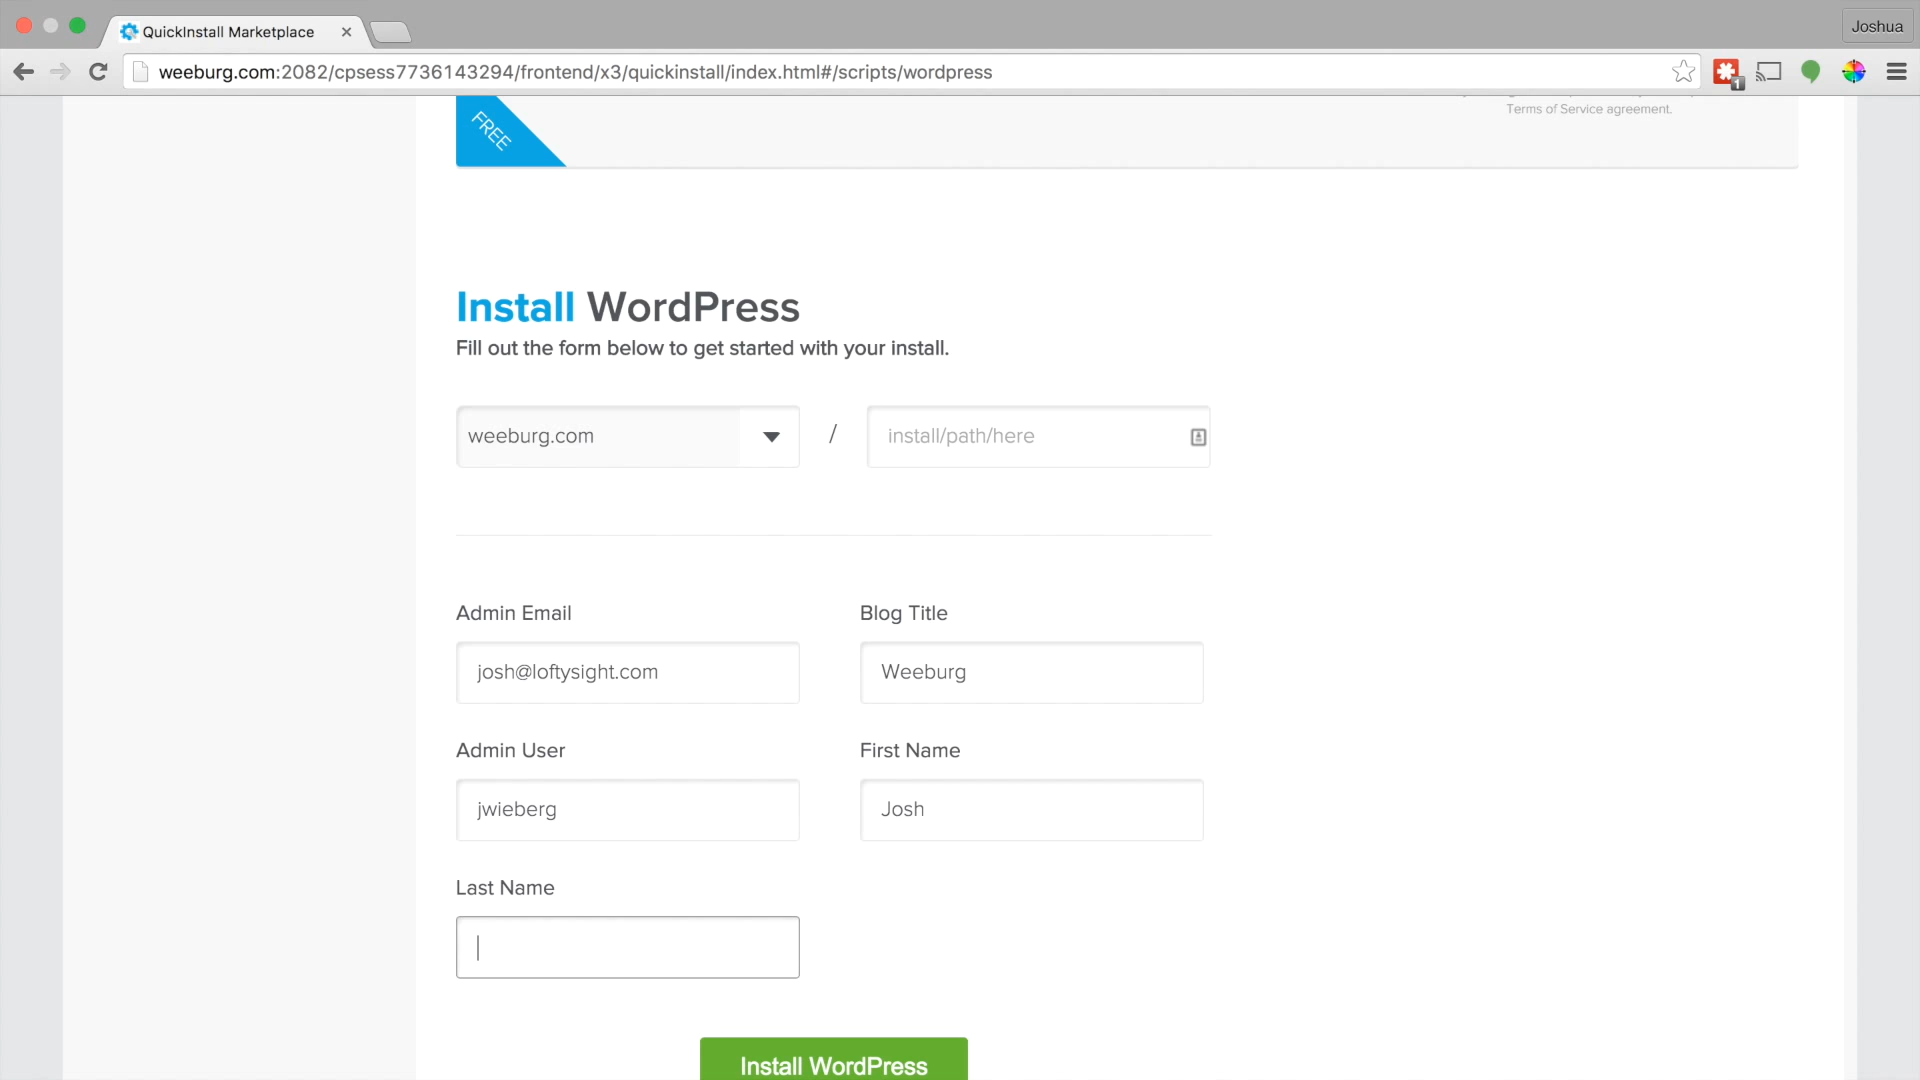 QuickInstall Marketplace
Joshua
weeburg.com:2082/cpsess7736143294/frontend/x3/quickinstall/index.html#/scripts/wordpress
1
Terms of Service agreement.
FREE
Install WordPress
Fill out the form below to get started with your install.
weeburg.com / install/path/here
Admin Email Blog Title
josh@loftysight.com Weeburg
Admin User First Name
jwieberg Josh
Last Name
Install WordPress